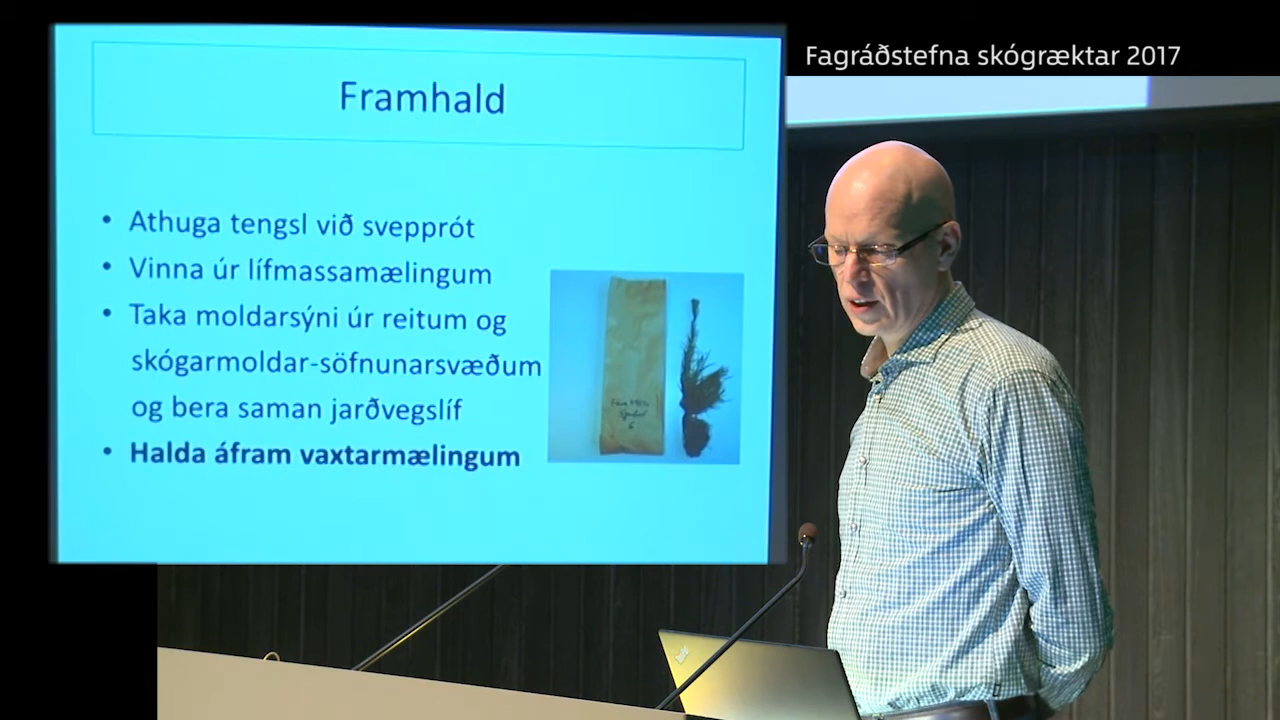 Fagráðstefna skógræktar 2017
Framhald
• Athuga tengsl við svepprót
• Vinna úr lífmassamælingum
• Taka moldarsýni úr reitum og
skógarmoldar-söfnunarsvæðum
og bera saman jarðvegslíf
• Halda áfram vaxtarmælingum